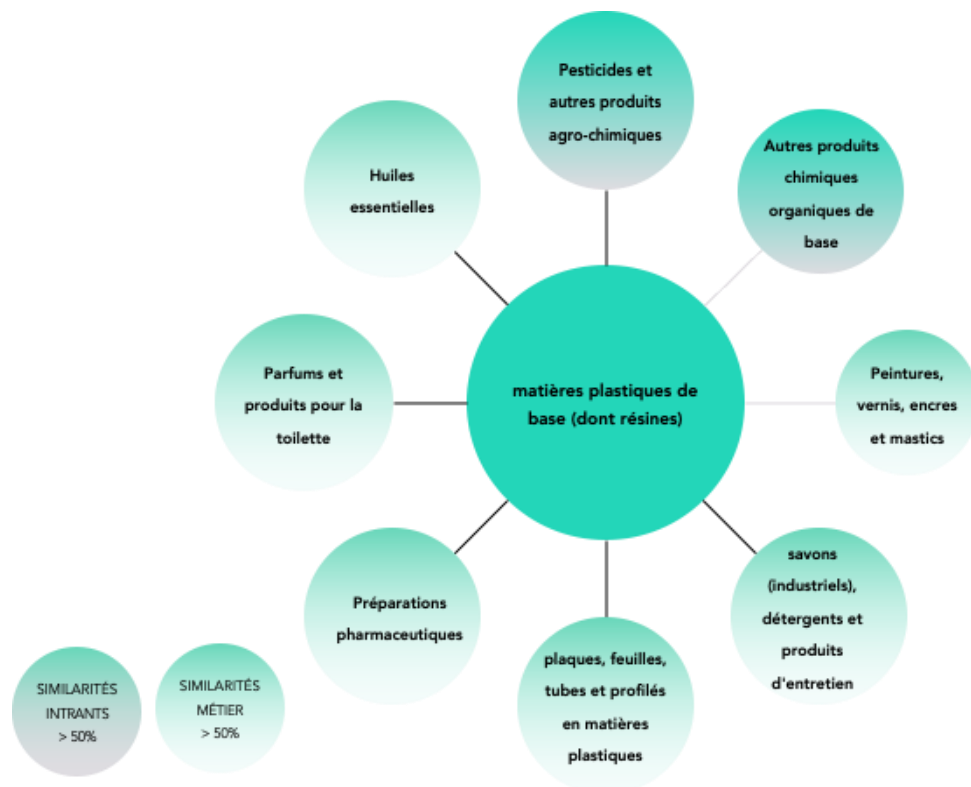 Pesticides et
autres produits
agro-chimiques
Autres produits
chimiques
organiques de
base
Huiles
essentielles
Parfums et
produits pour la
toilette
matières plastiques de
base (dont résines)
Peintures,
vernis, encres
et mastics
Préparations
pharmaceutiques
plaques, feuilles,
tubes et profilés
en matières
plastiques
savons
(industriels),
détergents et
produits
d'entretien
SIMILARITÉS
INTRANTS
> 50%
SIMILARITÉS
MÉTIER
> 50%